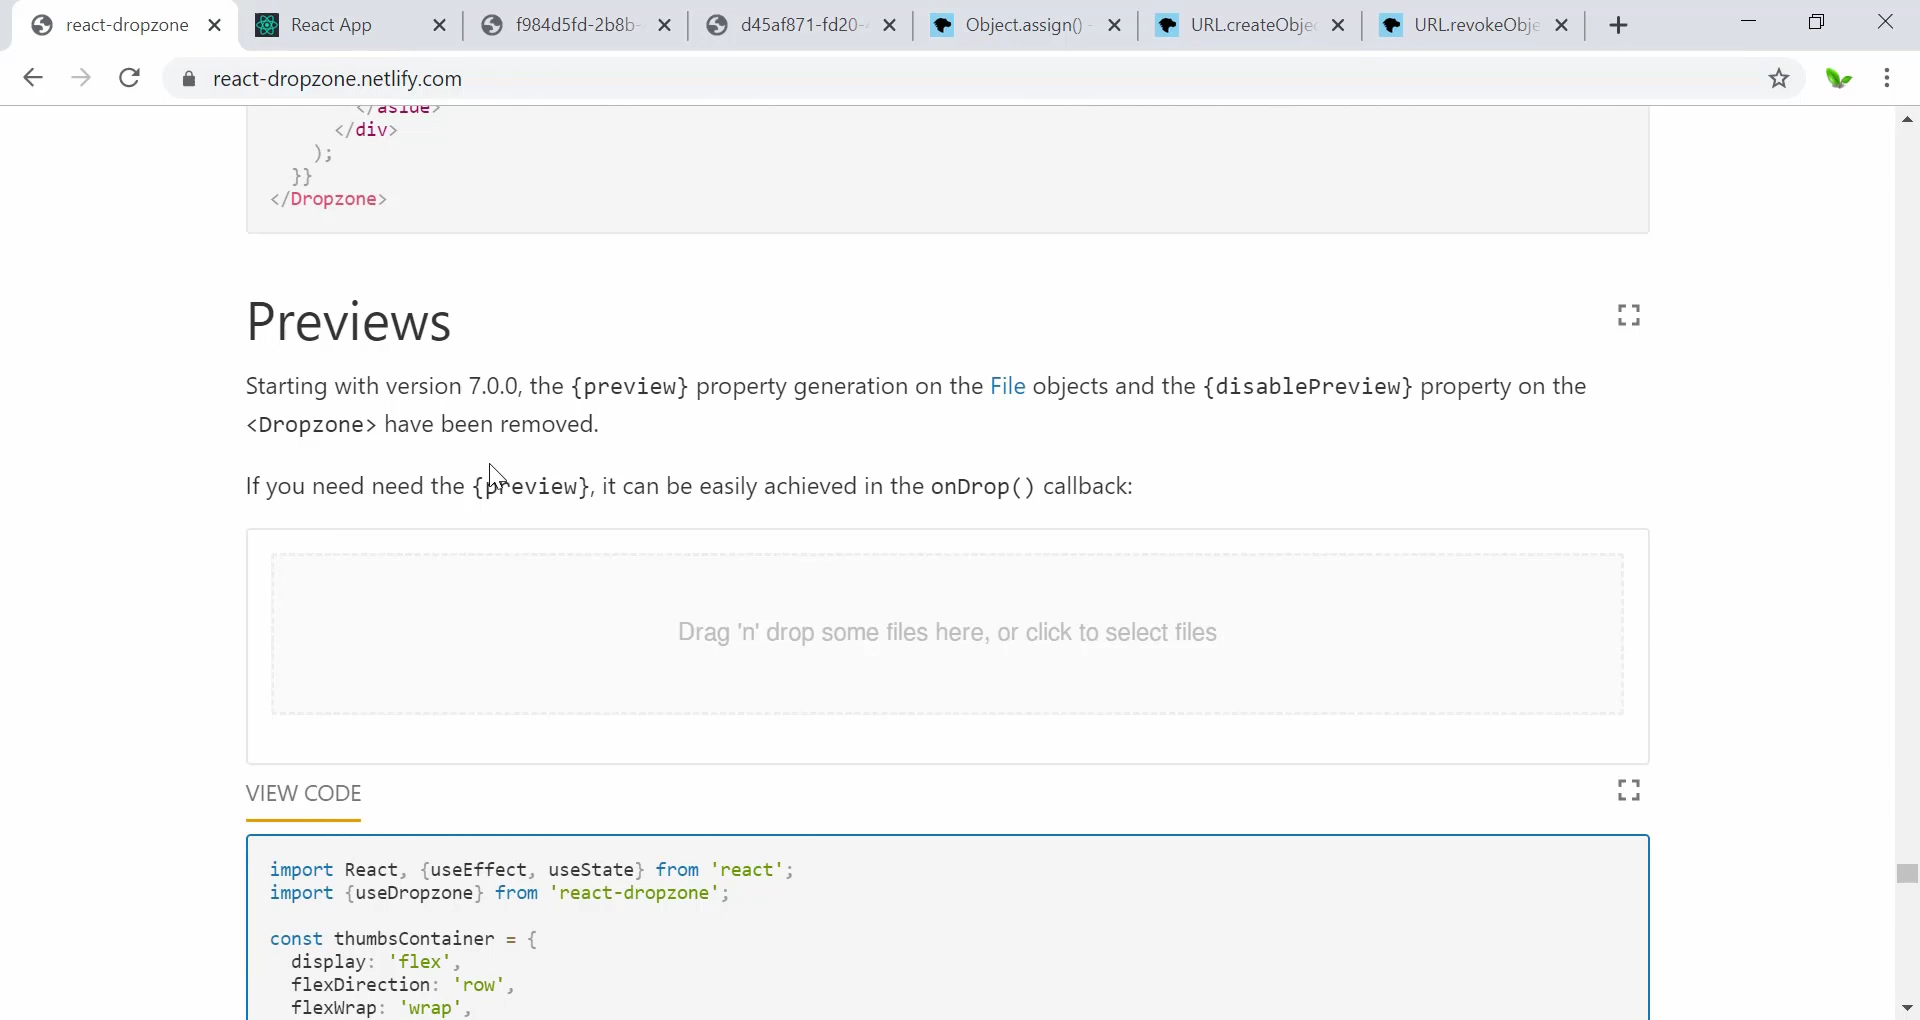 react-dropzone
React App
f984d5fd-2b8b-
d45af871-fd20-
Object.assign() -
URL.createObje
URL.revokeObje
react-dropzone.netlify.com
</aside>
</div>
);
}}
</Dropzone>
Previews
Starting with version 7.0.0, the {preview} property generation on the File objects and the {disablePreview} property on the
<Dropzone> have been removed.
If you need need the {preview}, it can be easily achieved in the onDrop() callback:
Drag 'n' drop some files here, or click to select files
VIEW CODE
import React, {useEffect, useState} from 'react';
import {useDropzone} from 'react-dropzone';
const thumbsContainer = {
display: 'flex',
flexDirection: 'row',
flexWrap: 'wrap',